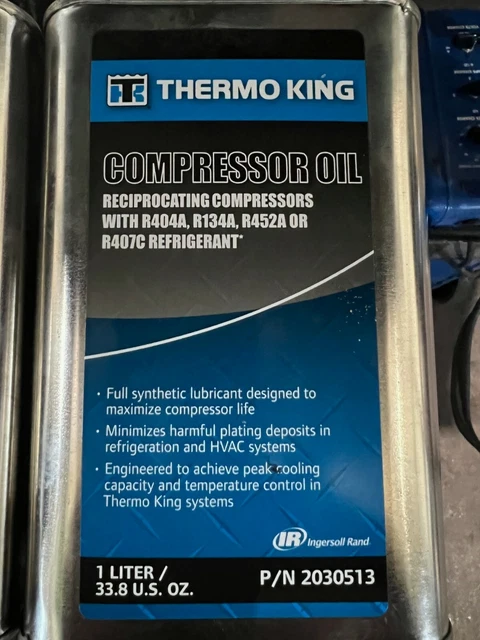 THERMO KING
COMPRESSOR OIL
RECIPROCATING COMPRESSORS
WITH R404A, R134A, R452A OR
R407C REFRIGERANT*
• Full synthetic lubricant designed to
maximize compressor life
• Minimizes harmful plating deposits in
refrigeration and HVAC systems
• Engineered to achieve peak cooling
capacity and temperature control in
Thermo King systems
IR Ingersoll Rand
1 LITER /
33.8 U.S. OZ.
P/N 2030513